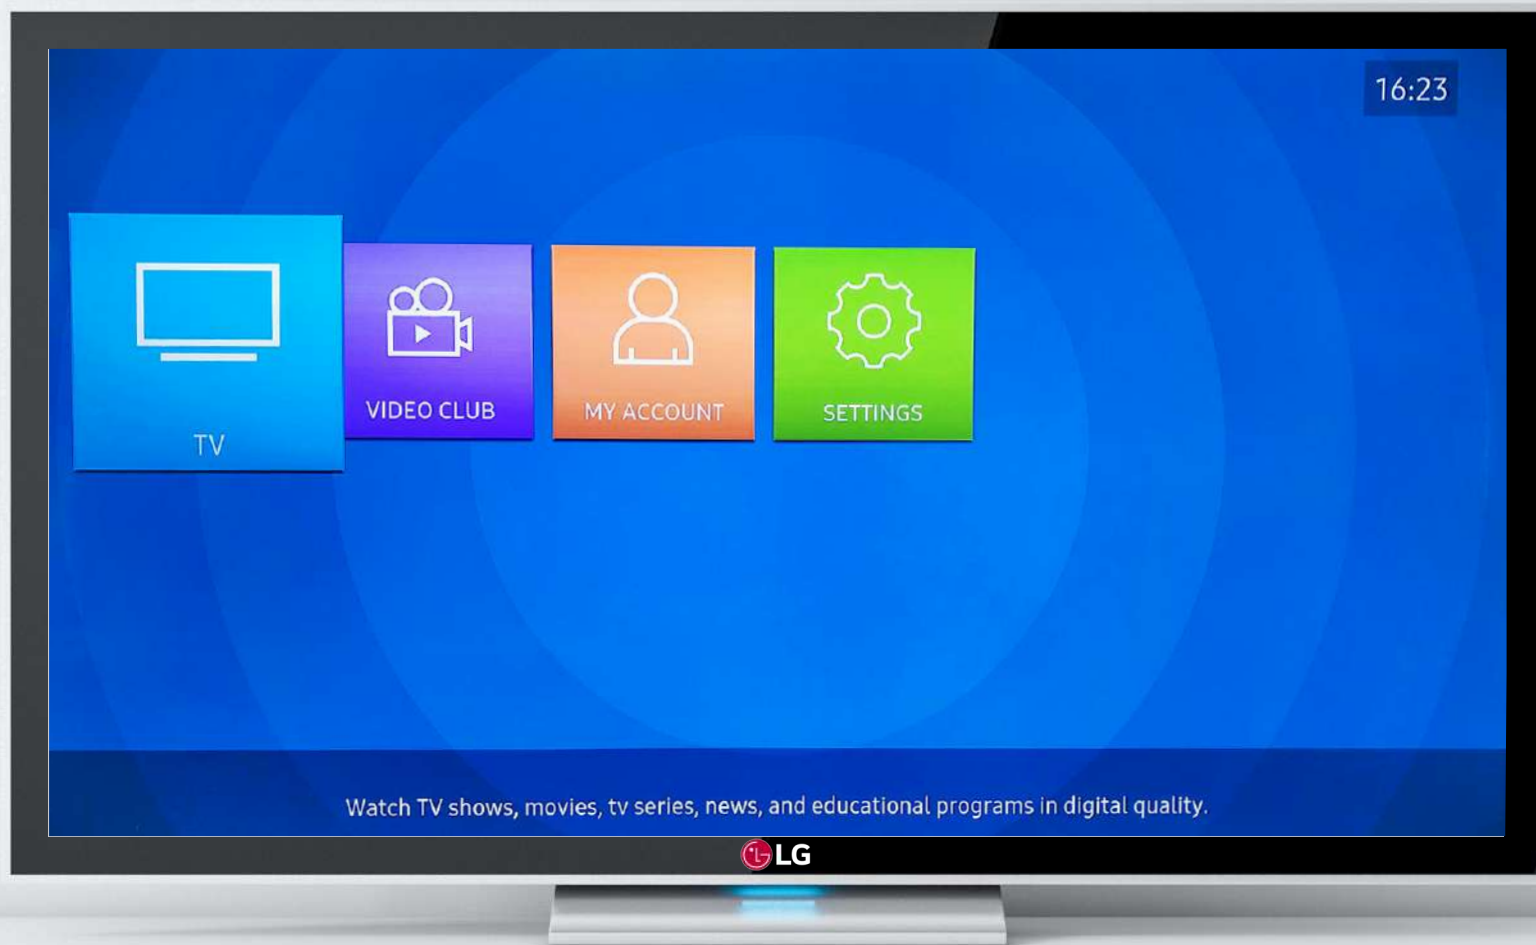 16:23
TV
VIDEO CLUB
MY ACCOUNT
SETTINGS
Watch TV shows, movies, tv series, news, and educational programs in digital quality.
LG